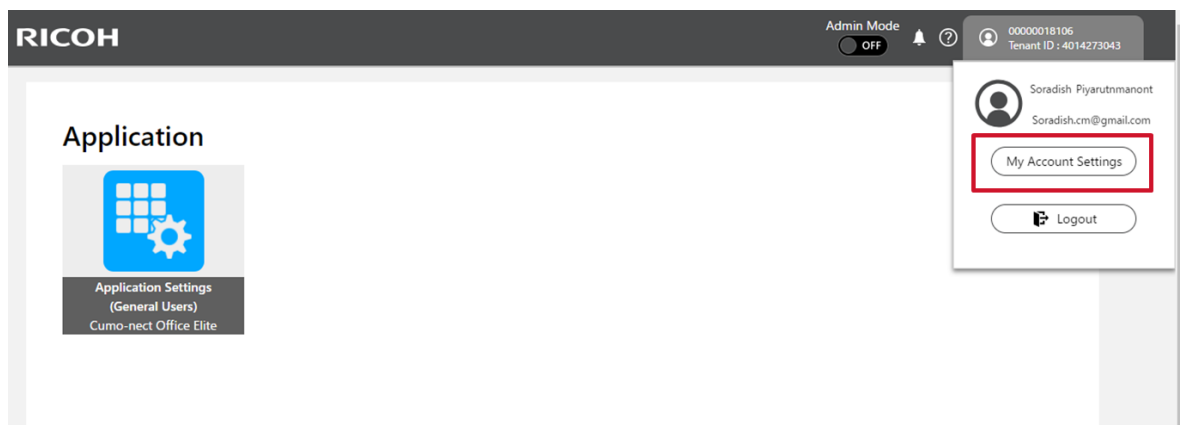 RICOH
Admin Mode
OFF
00000018106
Tenant ID : 4014273043
Soradish Piyarutnmanont
Soradish.cm@gmail.com
My Account Settings
Logout
Application
Application Settings
(General Users)
Cumo-nect Office Elite